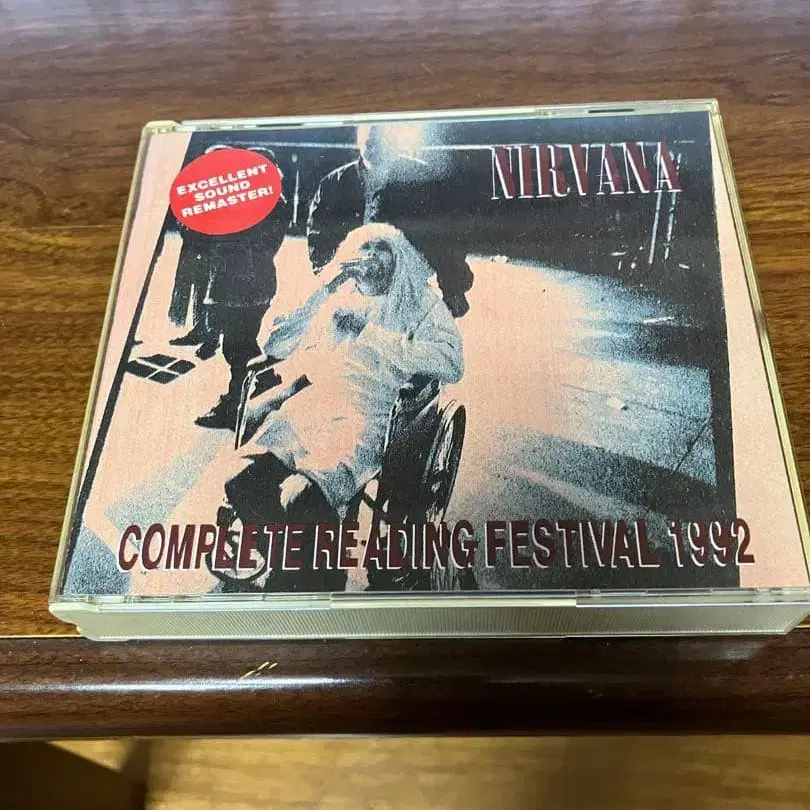 EXCELLENT
SOUND
REMASTER!
NIRVANA
COMPLETE READING FESTIVAL 1992